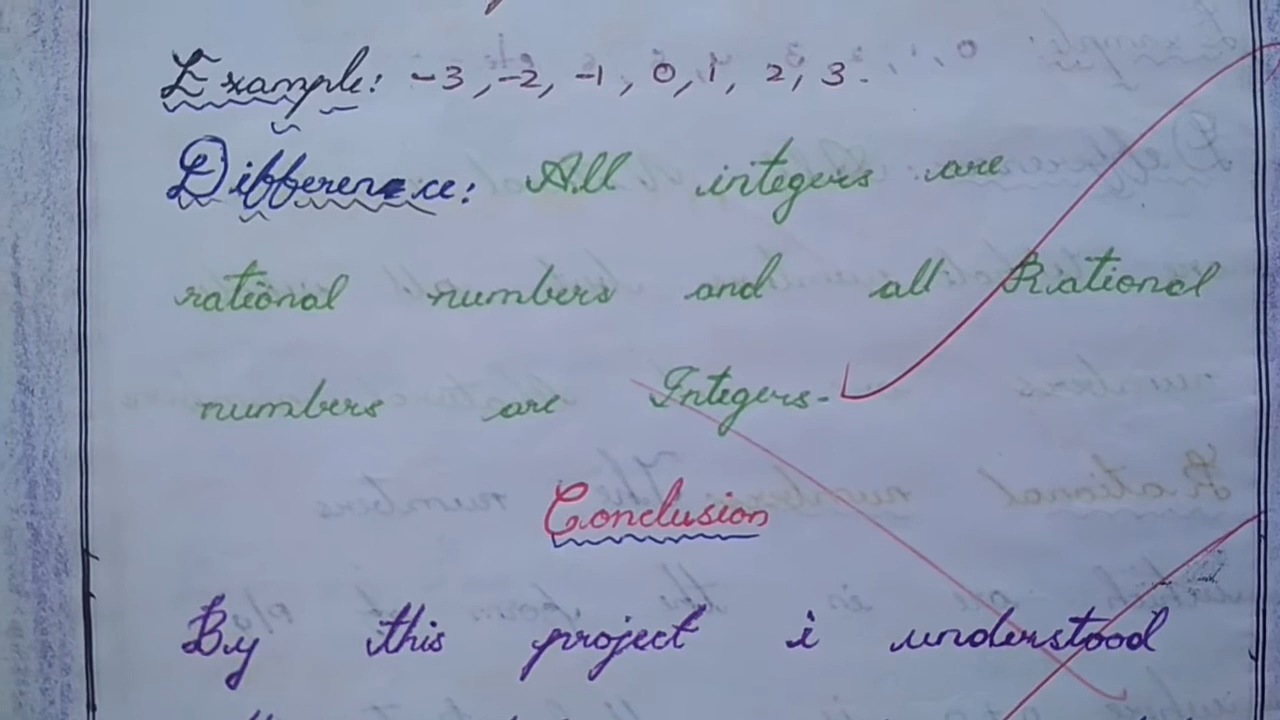 Example: -3, -2, -1, 0, 1, 2, 3.
Difference: All integers are
rational numbers and all Rational
numbers are Integers.
Conclusion
By this project i understood